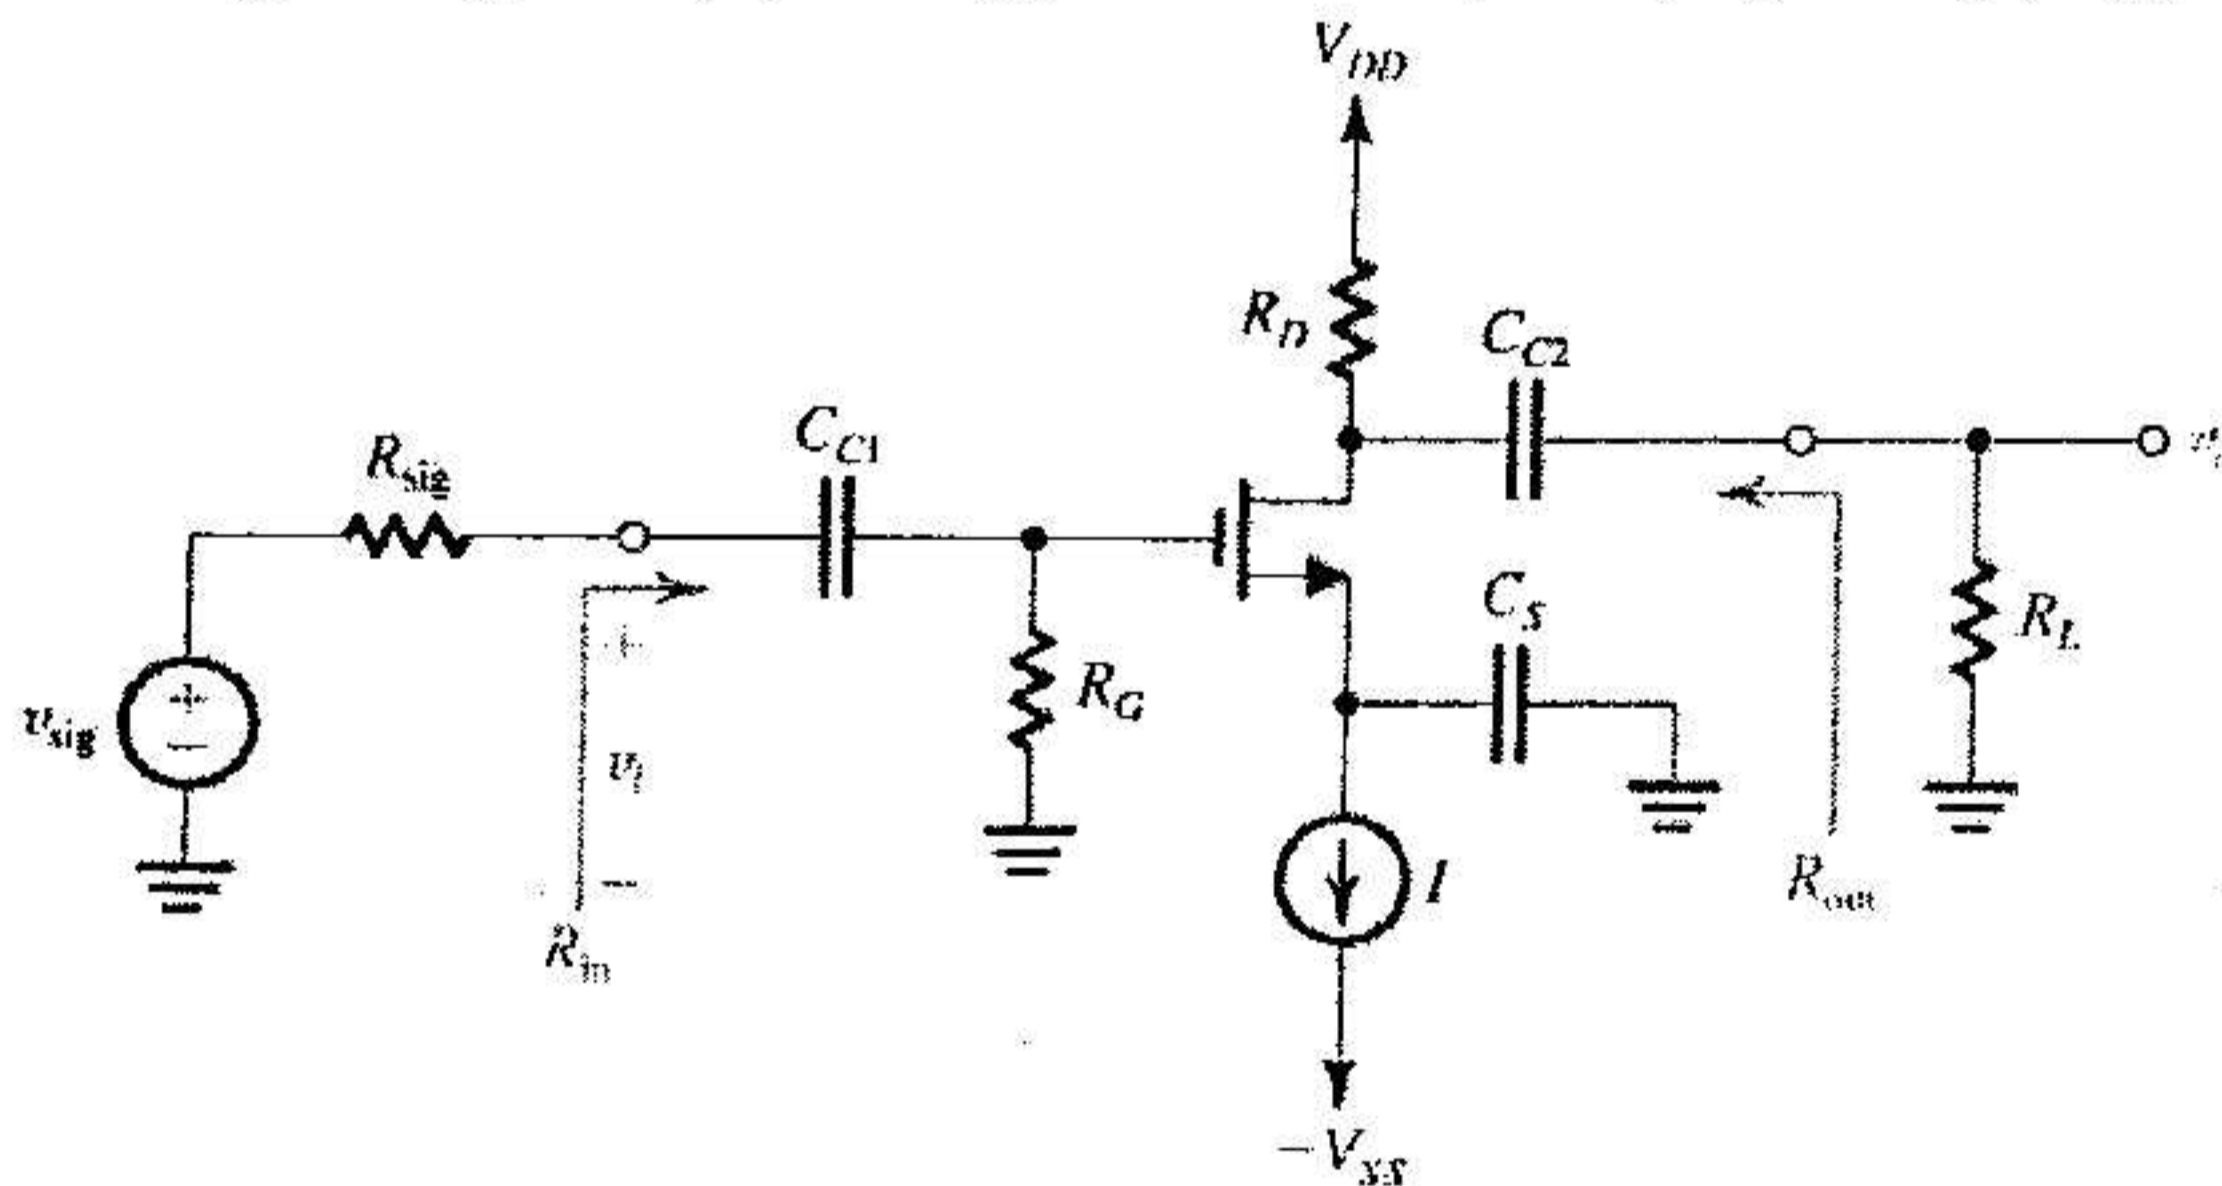 V_DD
R_D
C_C2
C_C1
R_sig
R_L
C_S
R_G
+
+
−
v_sig
v_i
−
I
R_out
R_in
−V_SS